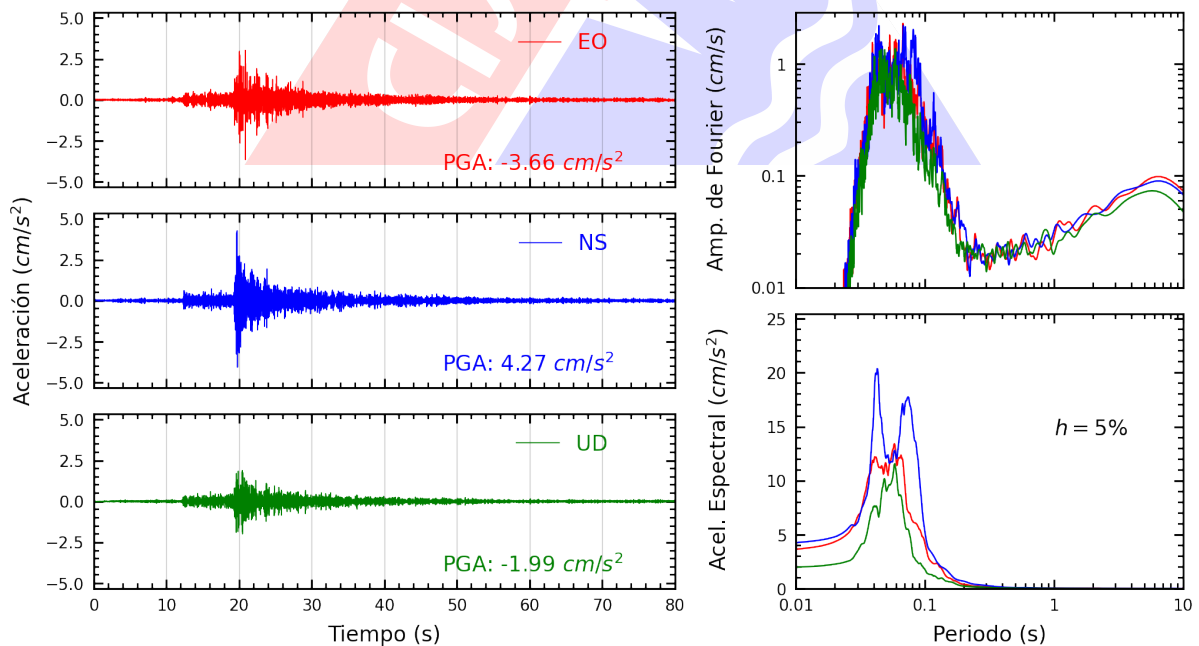 Aceleración (cm/s²)
5.0
2.5
0.0
−2.5
−5.0
EO
PGA: -3.66 cm/s²
5.0
2.5
0.0
−2.5
−5.0
NS
PGA: 4.27 cm/s²
5.0
2.5
0.0
−2.5
−5.0
UD
PGA: -1.99 cm/s²
0 10 20 30 40 50 60 70 80
Tiempo (s)
Amp. de Fourier (cm/s)
1
0.1
0.01
Acel. Espectral (cm/s²)
25
20
15
10
5
0
h = 5%
0.01 0.1 1 10
Periodo (s)